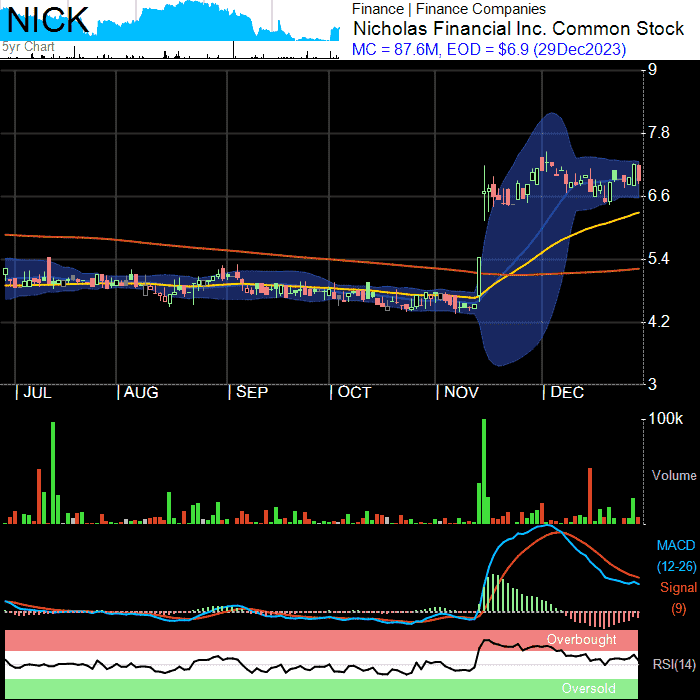 NICK
5yr Chart
Finance | Finance Companies
Nicholas Financial Inc. Common Stock
MC = 87.6M, EOD = $6.9 (29Dec2023)
9
7.8
6.6
5.4
4.2
3
|JUL |AUG |SEP |OCT |NOV |DEC
100k
Volume
MACD
(12-26)
Signal
(9)
Overbought
RSI(14)
Oversold